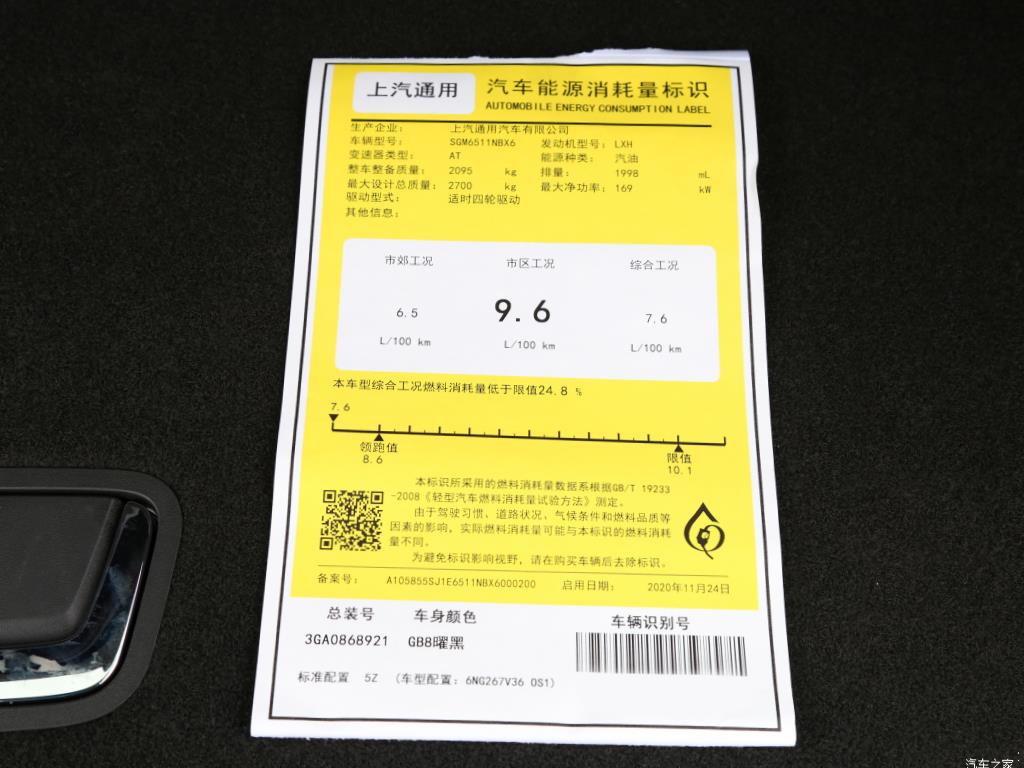 上汽通用 汽车能源消耗量标识
AUTOMOBILE ENERGY CONSUMPTION LABEL
生产企业: 上汽通用汽车有限公司
车辆型号: SGM6511NBX6 发动机型号: LXH
变速器类型: AT 能源种类: 汽油
整车整备质量: 2095 kg 排量: 1998 mL
最大设计总质量: 2700 kg 最大净功率: 169 kW
驱动型式: 适时四轮驱动
其他信息:
市郊工况 市区工况 综合工况
6.5 9.6 7.6
L/100 km L/100 km L/100 km
本车型综合工况燃料消耗量低于限值24.8 %
7.6
领跑值 限值
8.6 10.1
本标识所采用的燃料消耗量数据系根据GB/T 19233
-2008《轻型汽车燃料消耗量试验方法》测定。
由于驾驶习惯、道路状况、气候条件和燃料品质等
因素的影响,实际燃料消耗量可能与本标识的燃料消耗
量不同。
为避免标识影响视野,请在购买车辆后去除标识。
备案号: A105855SJ1E6511NBX6000200 启用日期: 2020年11月24日
总装号 车身颜色 车辆识别号
3GA0868921 GB8曜黑
标准配置 5Z (车型配置: 6NG267V36 0S1)
汽车之家